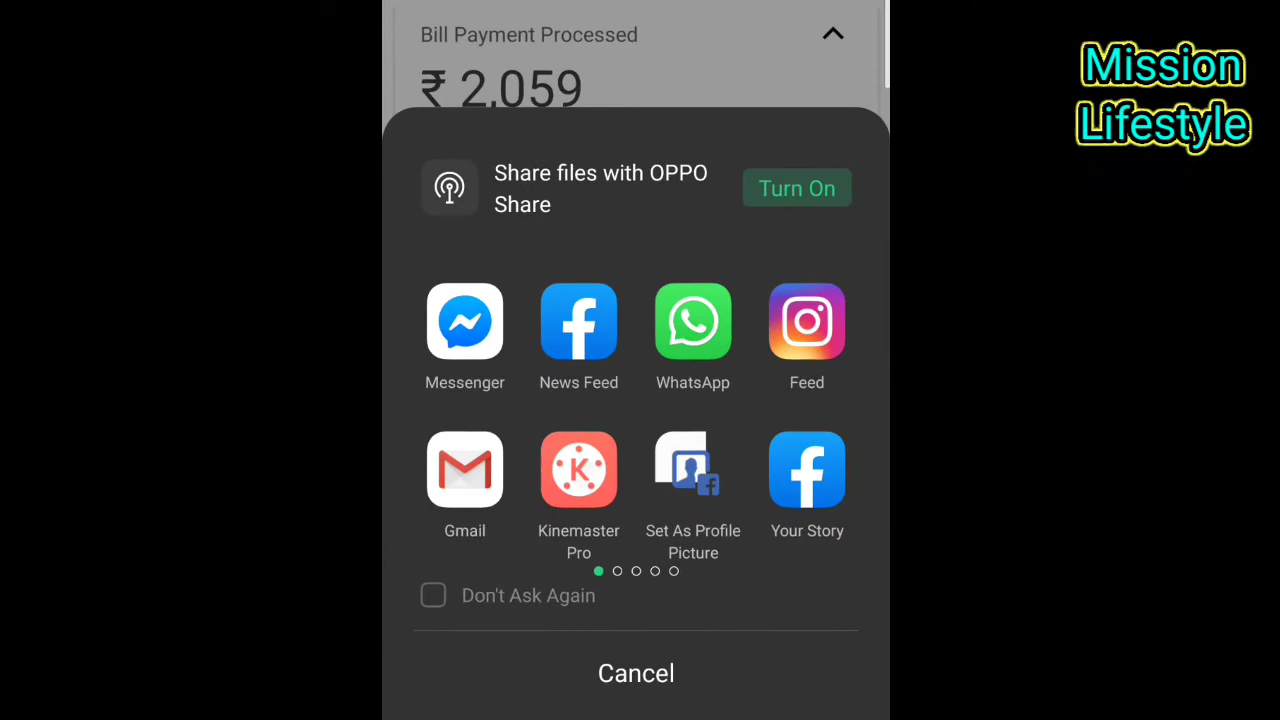 Bill Payment Processed
₹ 2,059
Mission
Lifestyle
Share files with OPPO
Share
Turn On
Messenger
News Feed
WhatsApp
Feed
Gmail
Kinemaster
Pro
Set As Profile
Picture
Your Story
Don't Ask Again
Cancel